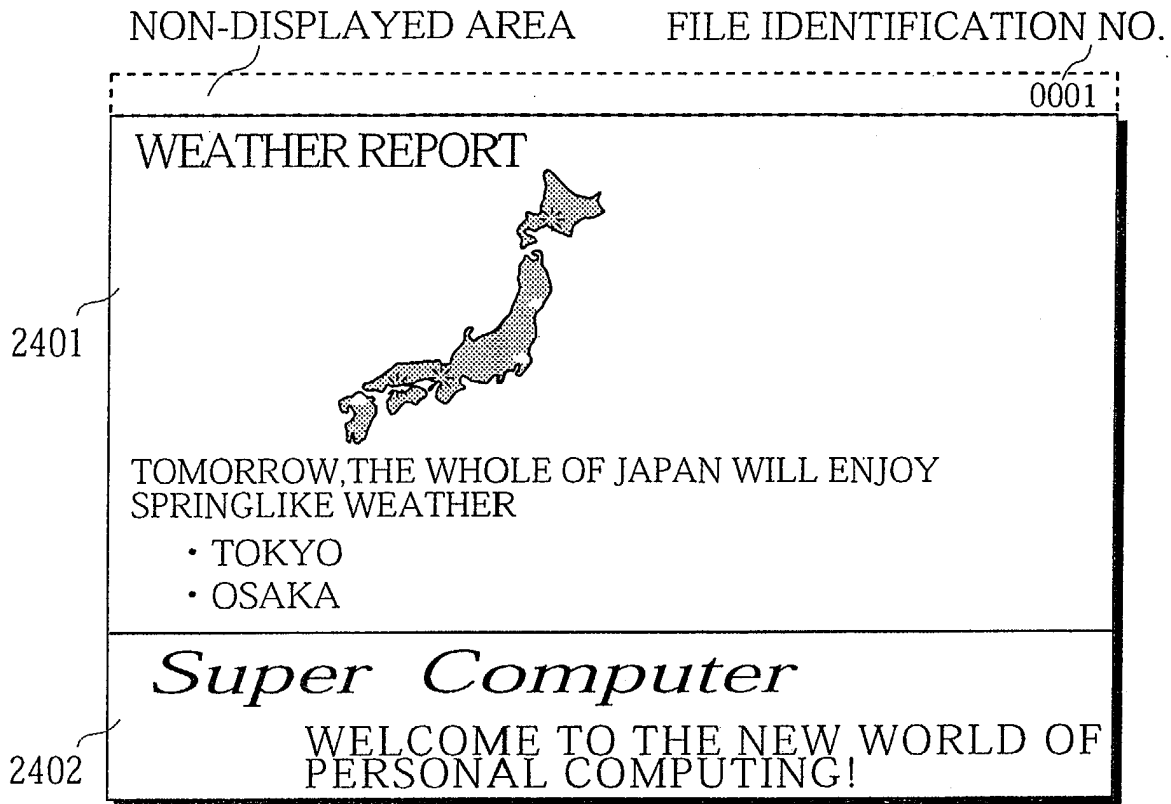 NON-DISPLAYED AREA
FILE IDENTIFICATION NO.
0001
WEATHER REPORT
2401
TOMORROW,THE WHOLE OF JAPAN WILL ENJOY
SPRINGLIKE WEATHER
・TOKYO
・OSAKA
Super Computer
WELCOME TO THE NEW WORLD OF
PERSONAL COMPUTING!
2402